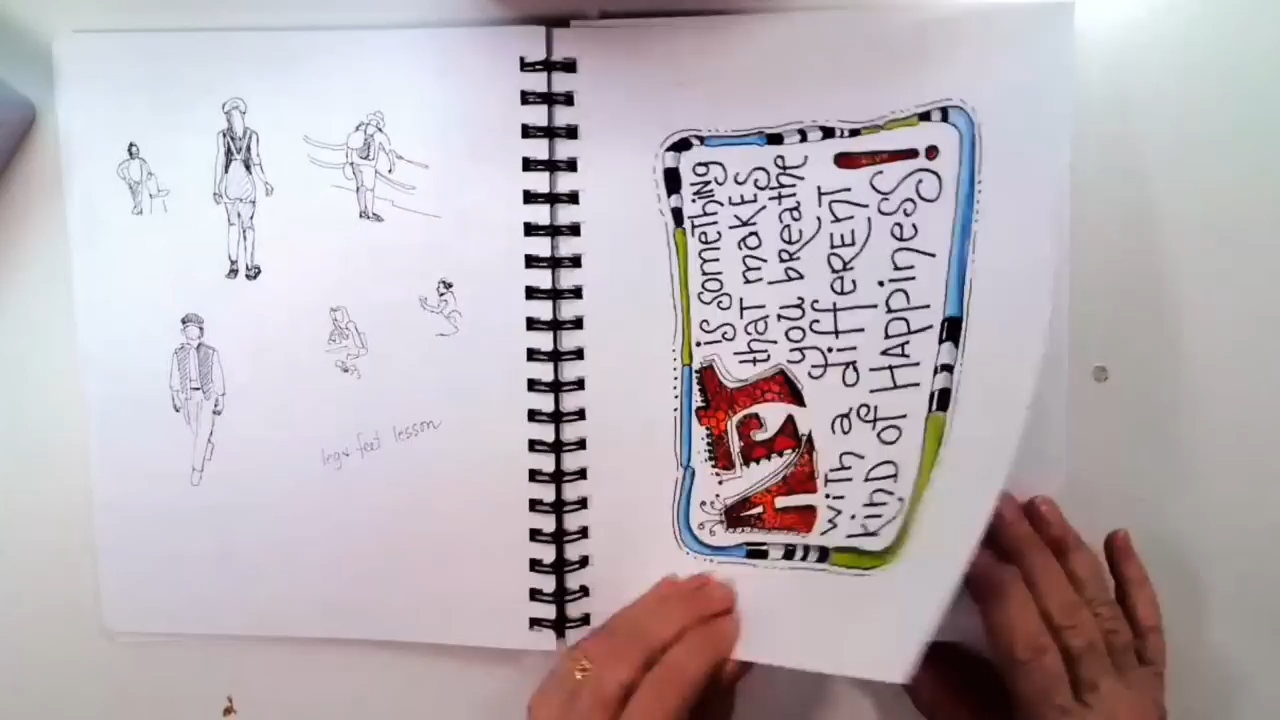 legs feet lesson
ART is something
that makes
you breathe
with a different
kind of Happiness!